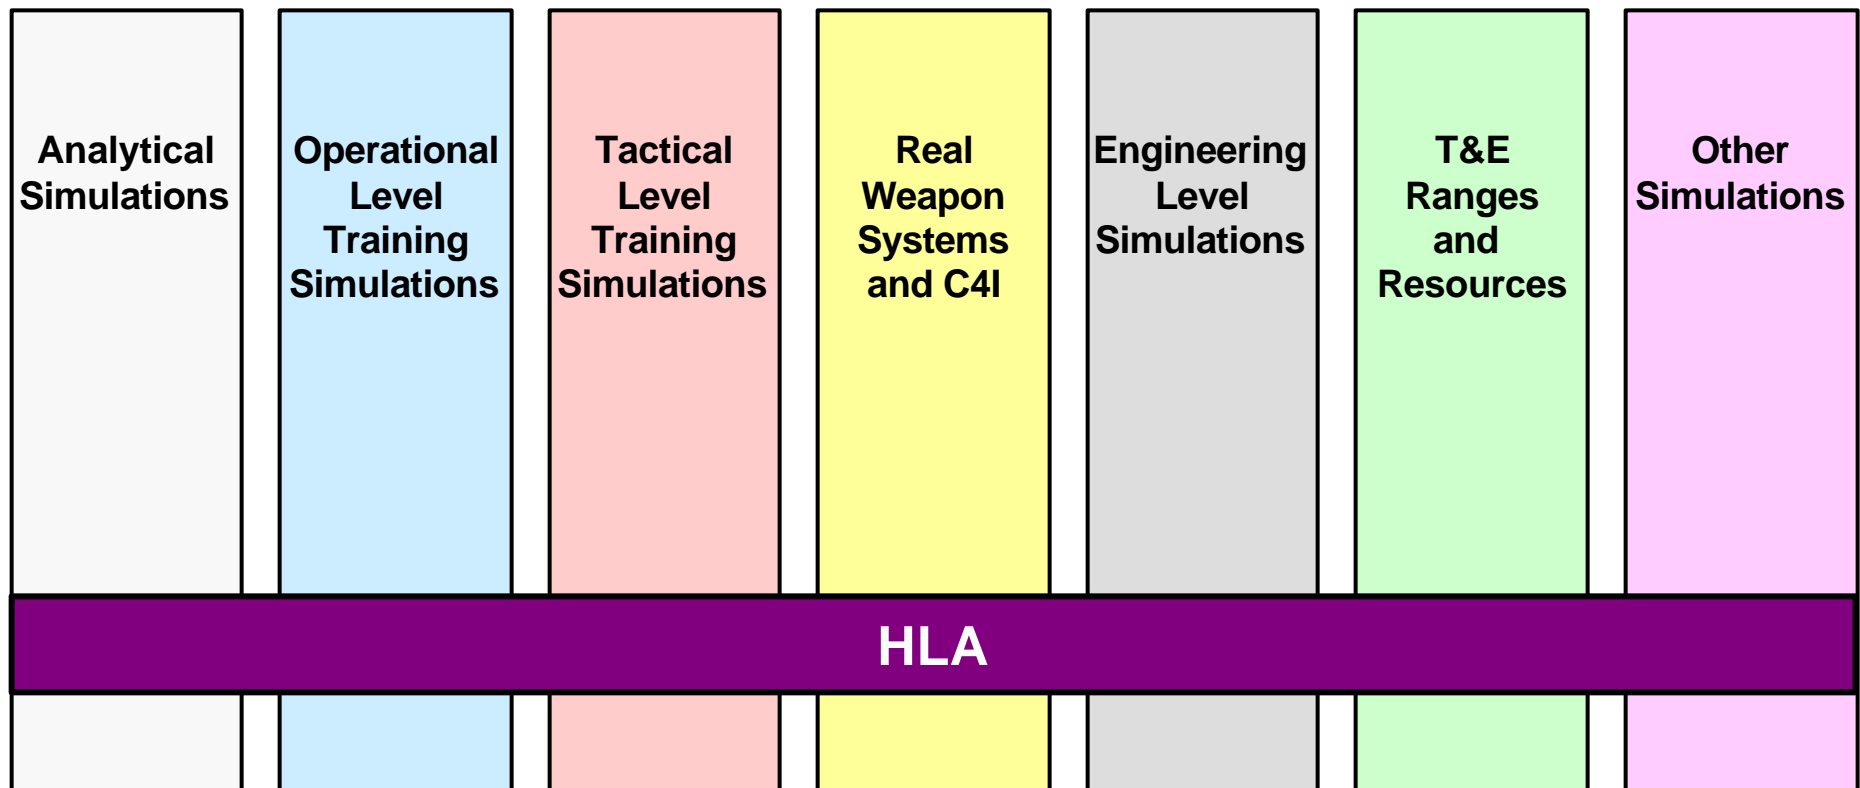 Analytical
Simulations
Operational
Level
Training
Simulations
Tactical
Level
Training
Simulations
Real
Weapon
Systems
and C4I
Engineering
Level
Simulations
T&E
Ranges
and
Resources
Other
Simulations
HLA